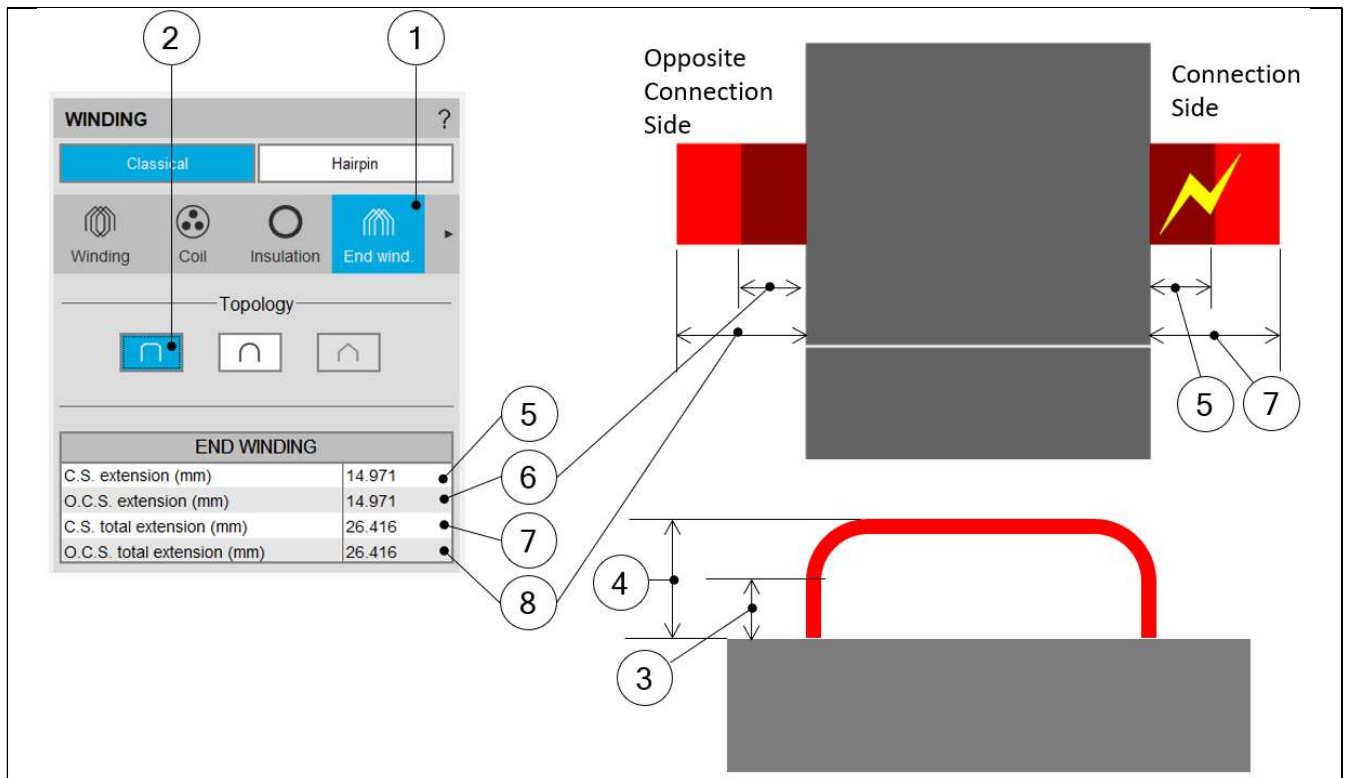 2
1
WINDING ?
Classical Hairpin
Winding Coil Insulation End wind.
Topology
END WINDING
C.S. extension (mm) 14.971
O.C.S. extension (mm) 14.971
C.S. total extension (mm) 26.416
O.C.S. total extension (mm) 26.416
5
6
7
8
Opposite
Connection
Side
Connection
Side
5 7
4
3